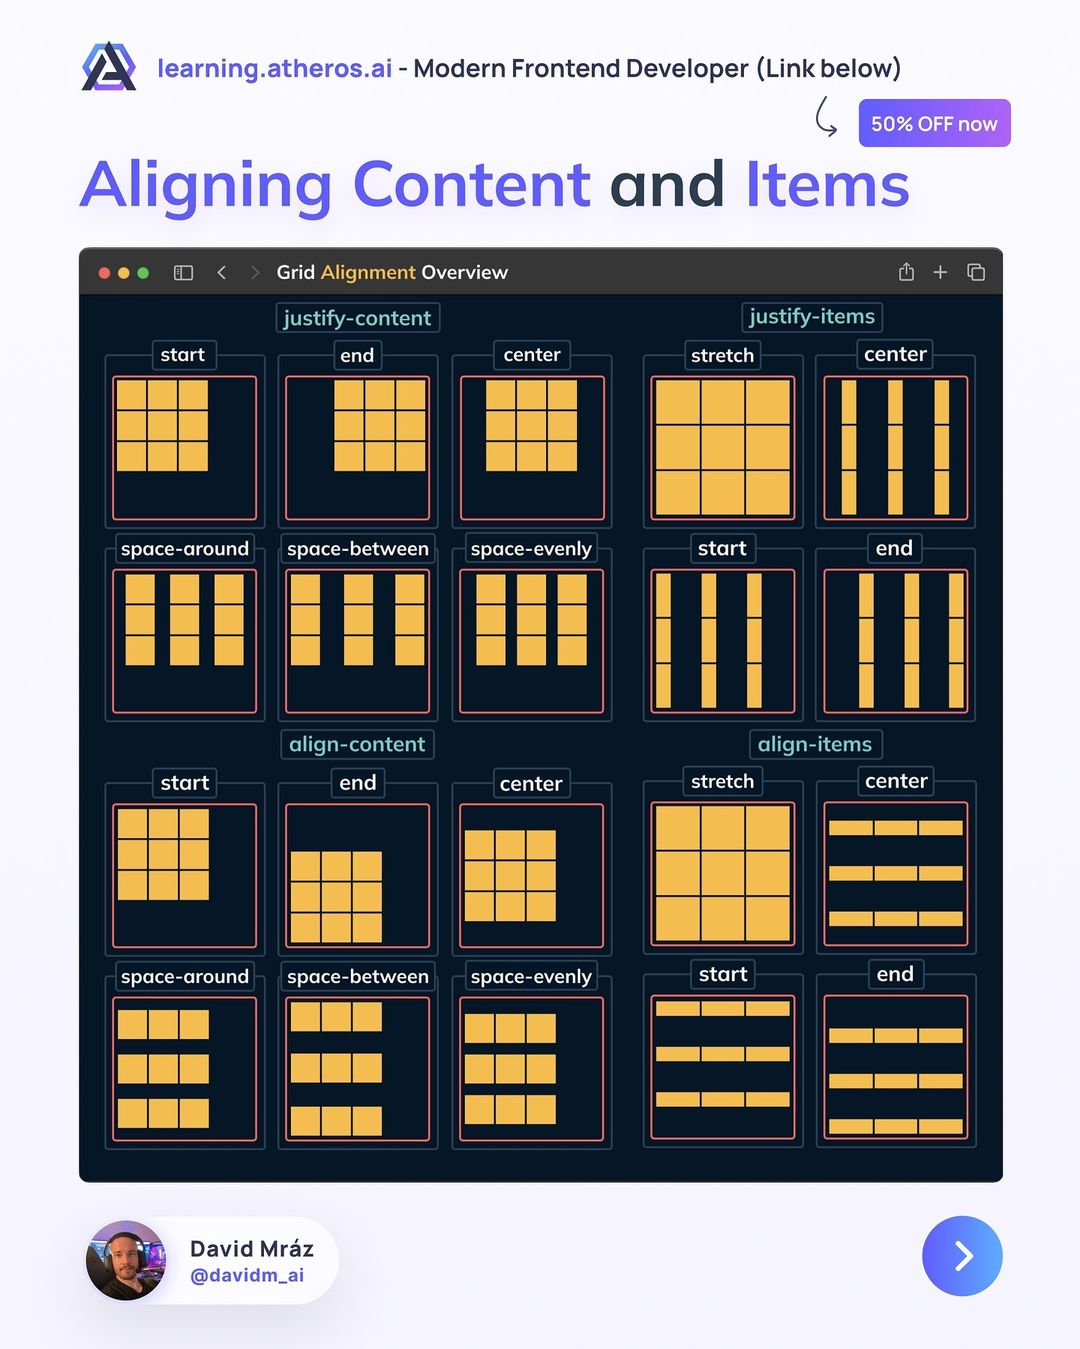 learning.atheros.ai - Modern Frontend Developer (Link below)
50% OFF now
Aligning Content and Items
Grid Alignment Overview
justify-content
start
end
center
space-around
space-between
space-evenly
justify-items
stretch
center
start
end
align-content
start
end
center
space-around
space-between
space-evenly
align-items
stretch
center
start
end
David Mráz
@davidm_ai